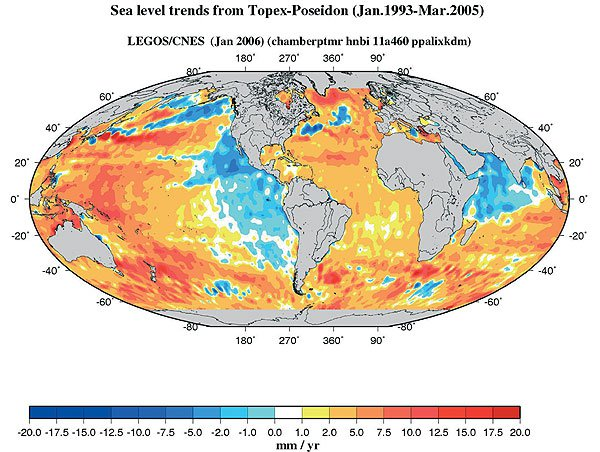 Sea level trends from Topex-Poseidon (Jan.1993-Mar.2005)
LEGOS/CNES (Jan 2006) (chamberptmr hnbi 11a460 ppalixkdm)
180˚ 270˚ 360˚ 90˚
80˚ 80˚
60˚ 60˚
40˚ 40˚
20˚ 20˚
0˚ 0˚
-20˚ -20˚
-40˚ -40˚
-60˚ -60˚
-80˚ -80˚
180˚ 270˚ 360˚ 90˚
-20.0 -17.5 -15.0 -12.5 -10.0 -7.5 -5.0 -2.0 -1.0 0.0 1.0 2.0 5.0 7.5 10.0 12.5 15.0 17.5 20.0
mm / yr